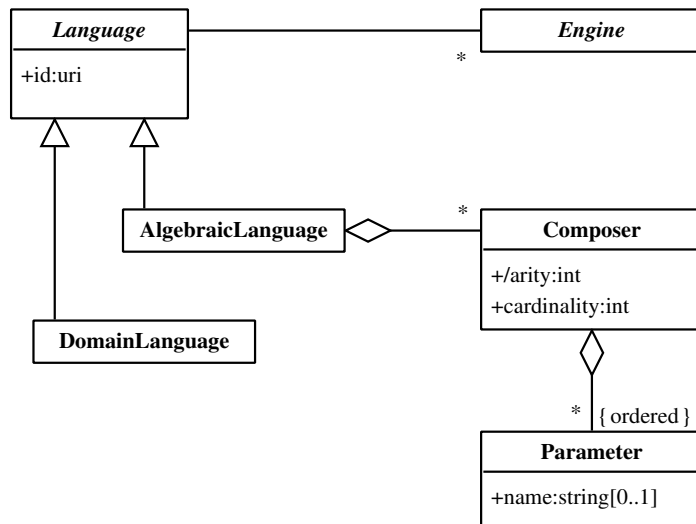 Language
+id:uri
Engine
*
AlgebraicLanguage
*
Composer
+/arity:int
+cardinality:int
DomainLanguage
* { ordered }
Parameter
+name:string[0..1]